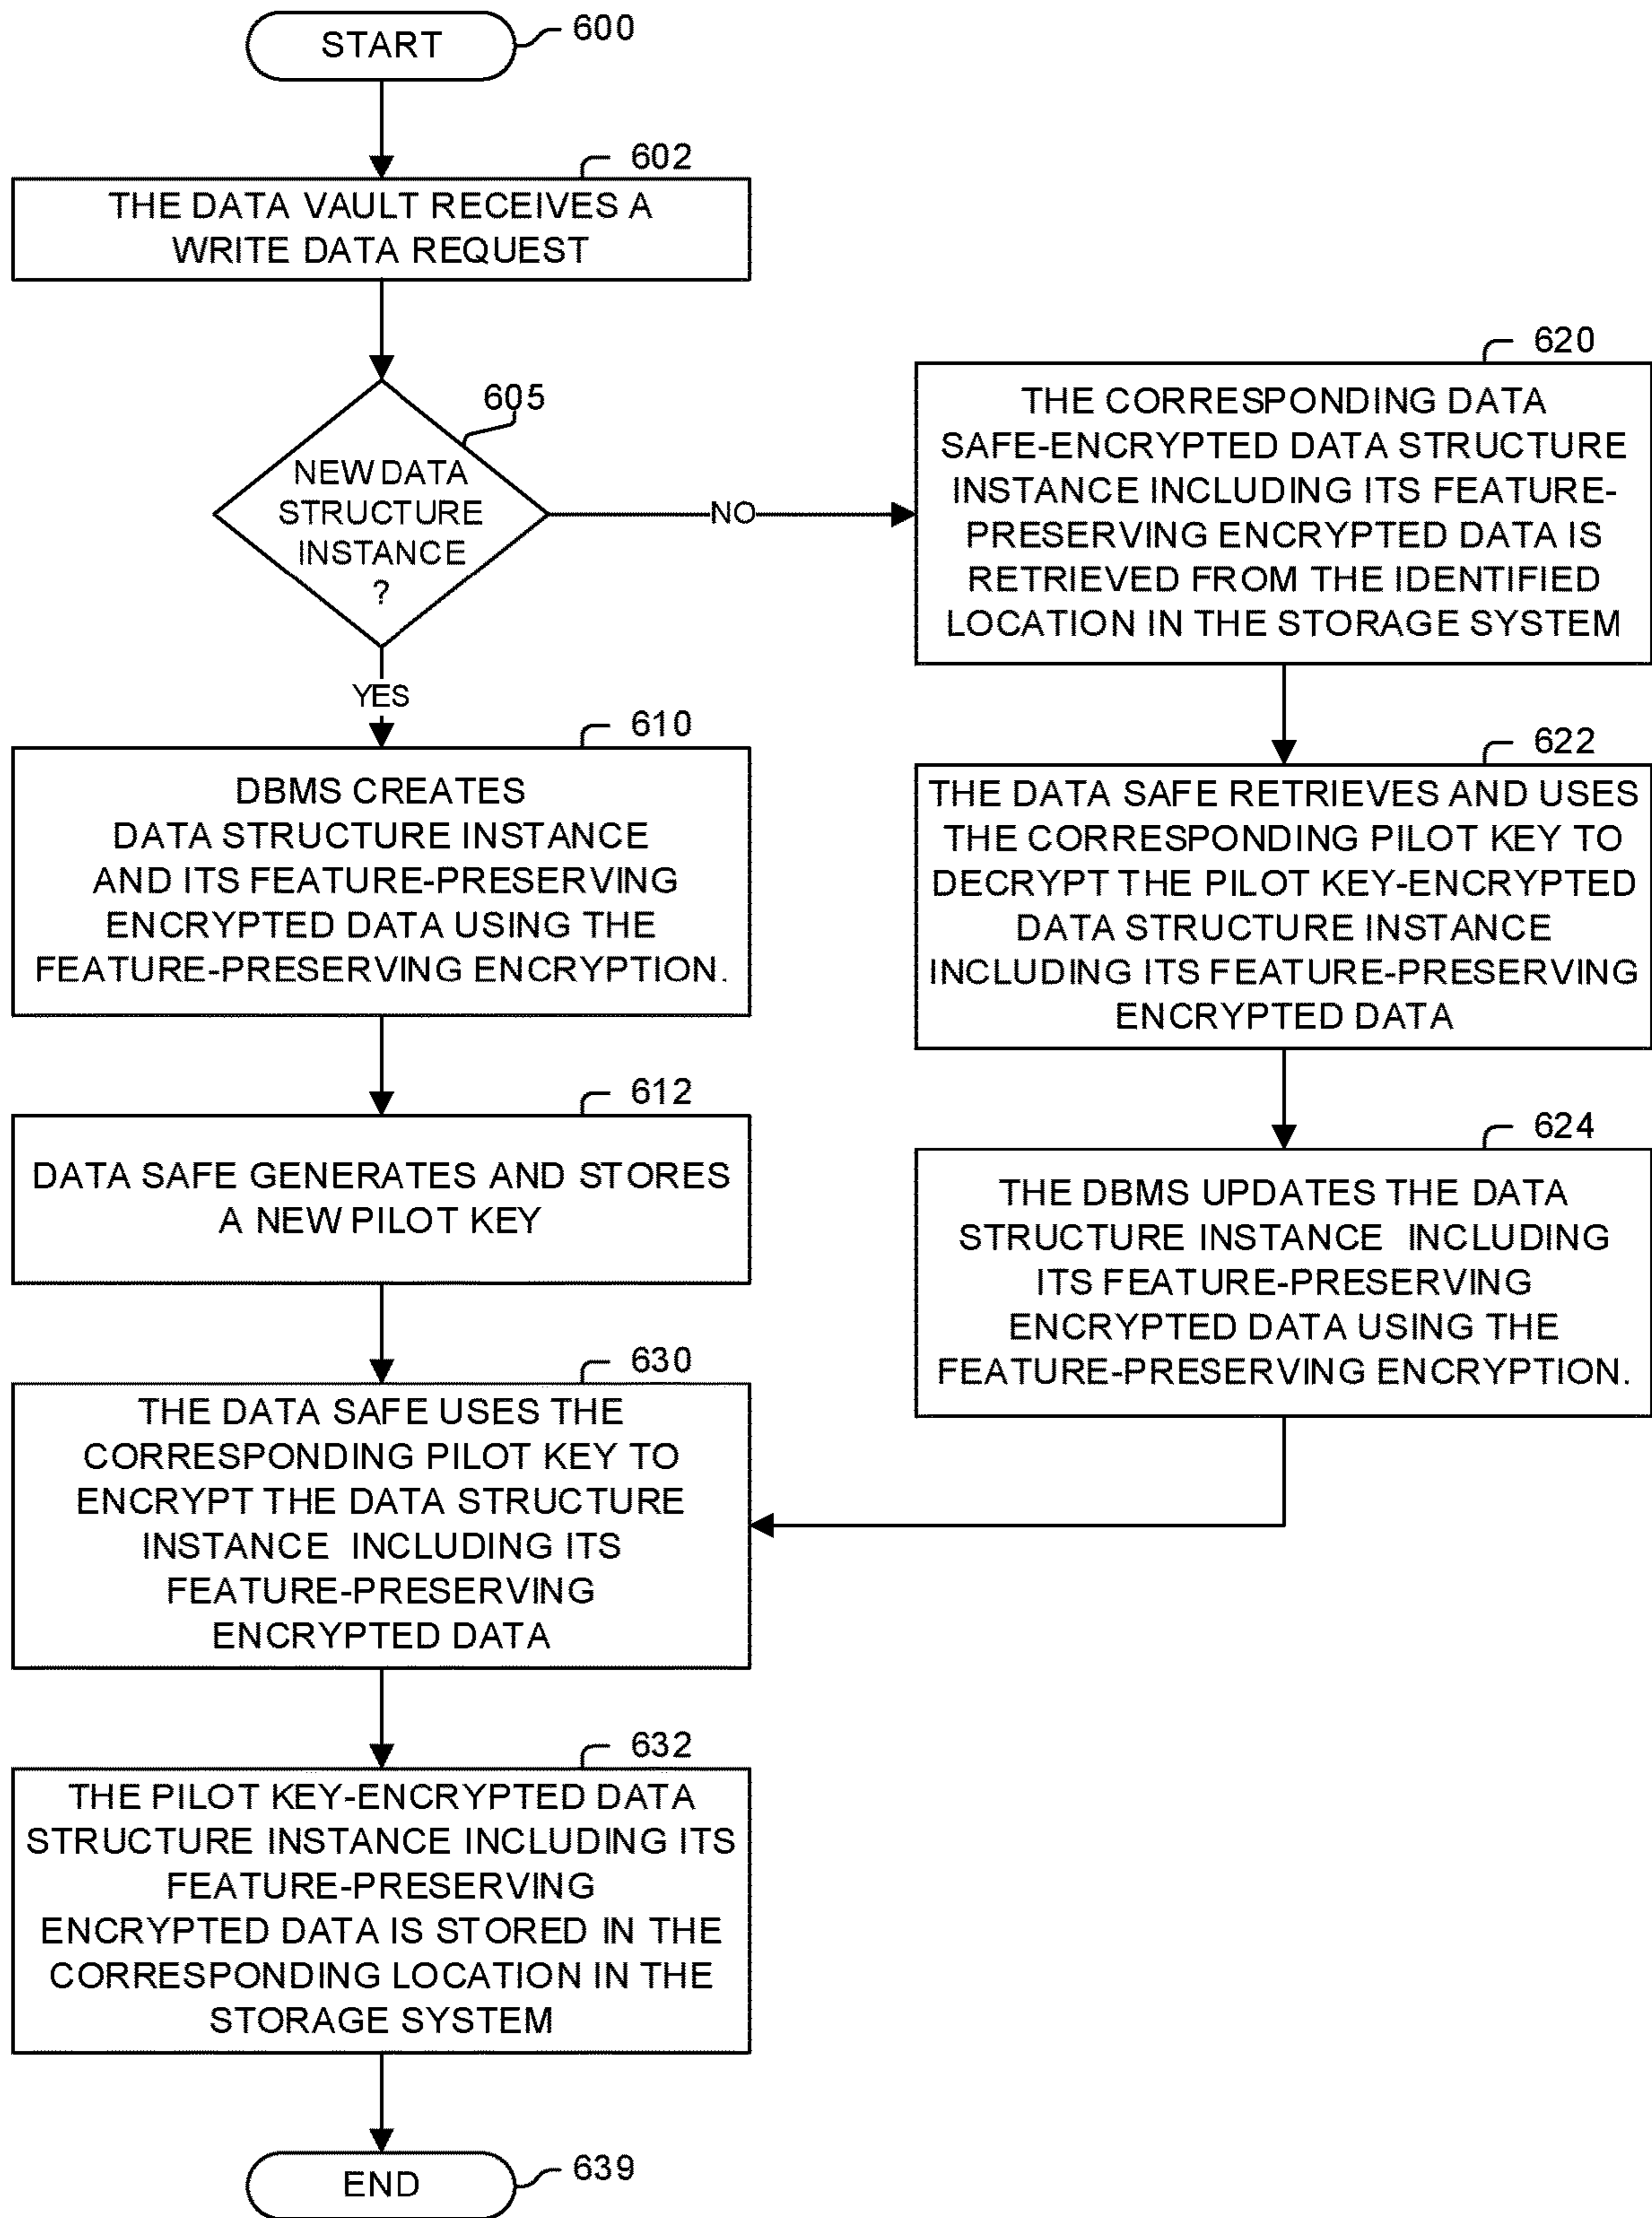 START
600
602
THE DATA VAULT RECEIVES A
WRITE DATA REQUEST
605
NEW DATA
STRUCTURE
INSTANCE
?
NO
YES
610
DBMS CREATES
DATA STRUCTURE INSTANCE
AND ITS FEATURE-PRESERVING
ENCRYPTED DATA USING THE
FEATURE-PRESERVING ENCRYPTION.
612
DATA SAFE GENERATES AND STORES
A NEW PILOT KEY
620
THE CORRESPONDING DATA
SAFE-ENCRYPTED DATA STRUCTURE
INSTANCE INCLUDING ITS FEATURE-
PRESERVING ENCRYPTED DATA IS
RETRIEVED FROM THE IDENTIFIED
LOCATION IN THE STORAGE SYSTEM
622
THE DATA SAFE RETRIEVES AND USES
THE CORRESPONDING PILOT KEY TO
DECRYPT THE PILOT KEY-ENCRYPTED
DATA STRUCTURE INSTANCE
INCLUDING ITS FEATURE-PRESERVING
ENCRYPTED DATA
624
THE DBMS UPDATES THE DATA
STRUCTURE INSTANCE INCLUDING
ITS FEATURE-PRESERVING
ENCRYPTED DATA USING THE
FEATURE-PRESERVING ENCRYPTION.
630
THE DATA SAFE USES THE
CORRESPONDING PILOT KEY TO
ENCRYPT THE DATA STRUCTURE
INSTANCE INCLUDING ITS
FEATURE-PRESERVING
ENCRYPTED DATA
632
THE PILOT KEY-ENCRYPTED DATA
STRUCTURE INSTANCE INCLUDING ITS
FEATURE-PRESERVING
ENCRYPTED DATA IS STORED IN THE
CORRESPONDING LOCATION IN THE
STORAGE SYSTEM
END
639